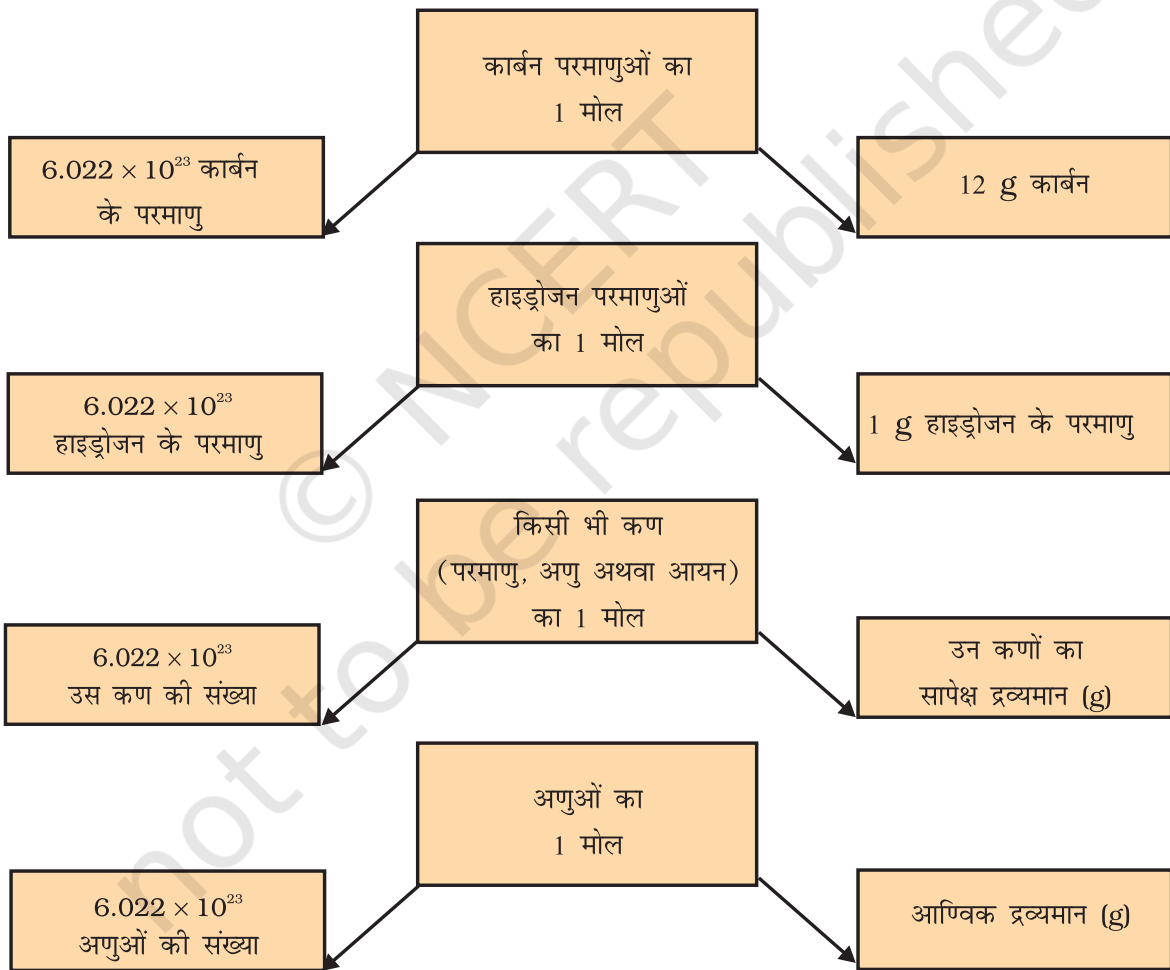 कार्बन परमाणुओं का
1 मोल
6.022 × 10²³ कार्बन
के परमाणु
12 g कार्बन
हाइड्रोजन परमाणुओं
का 1 मोल
6.022 × 10²³
हाइड्रोजन के परमाणु
1 g हाइड्रोजन के परमाणु
किसी भी कण
(परमाणु, अणु अथवा आयन)
का 1 मोल
6.022 × 10²³
उस कण की संख्या
उन कणों का
सापेक्ष द्रव्यमान (g)
अणुओं का
1 मोल
6.022 × 10²³
अणुओं की संख्या
आण्विक द्रव्यमान (g)
© NCERT
not to be republished